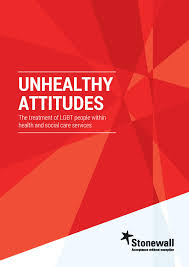 UNHEALTHY
ATTITUDES
The treatment of LGBT people within
health and social care services
Stonewall
Acceptance without exception